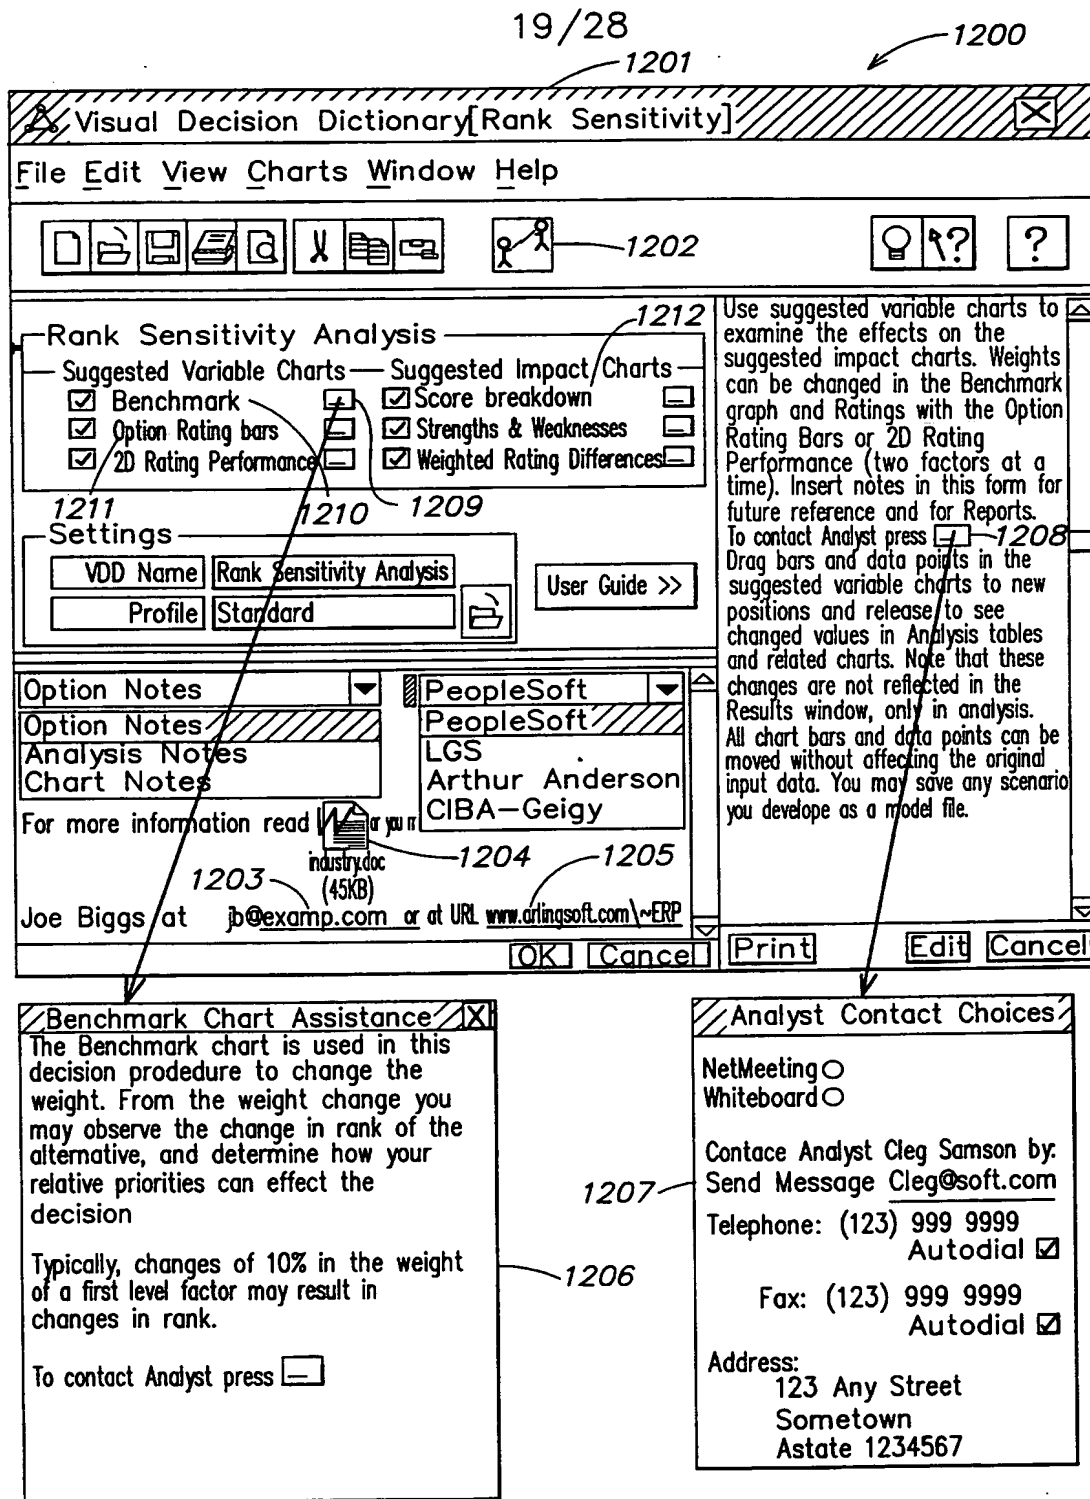 19/28
1200
1201
Visual Decision Dictionary[Rank Sensitivity]
File Edit View Charts Window Help
1202
?
?
Rank Sensitivity Analysis
1212
Suggested Variable Charts
Suggested Impact Charts
Benchmark
Score breakdown
Option Rating bars
Strengths & Weaknesses
2D Rating Performance
Weighted Rating Differences
1211
1210
1209
Settings
VDD Name
Rank Sensitivity Analysis
Profile
Standard
User Guide >>
Use suggested variable charts to
examine the effects on the
suggested impact charts. Weights
can be changed in the Benchmark
graph and Ratings with the Option
Rating Bars or 2D Rating
Performance (two factors at a
time). Insert notes in this form for
future reference and for Reports.
To contact Analyst press
1208
Drag bars and data points in the
suggested variable charts to new
positions and release to see
changed values in Analysis tables
and related charts. Note that these
changes are not reflected in the
Results window, only in analysis.
All chart bars and data points can be
moved without affecting the original
input data. You may save any scenario
you develope as a model file.
Option Notes
PeopleSoft
Option Notes
PeopleSoft
Analysis Notes
LGS
Chart Notes
Arthur Anderson
CIBA-Geigy
For more information read
industry.doc
(45KB)
1204
1205
1203
Joe Biggs at jb@examp.com or at URL www.arlingsoft.com\~ERP
OK Cancel
Print Edit Cancel
Benchmark Chart Assistance X
The Benchmark chart is used in this
decision prodedure to change the
weight. From the weight change you
may observe the change in rank of the
alternative, and determine how your
relative priorities can effect the
decision
Typically, changes of 10% in the weight
of a first level factor may result in
changes in rank.
To contact Analyst press
1206
Analyst Contact Choices
NetMeeting
Whiteboard
Contace Analyst Cleg Samson by:
Send Message Cleg@soft.com
1207
Telephone: (123) 999 9999
Autodial
Fax: (123) 999 9999
Autodial
Address:
123 Any Street
Sometown
Astate 1234567